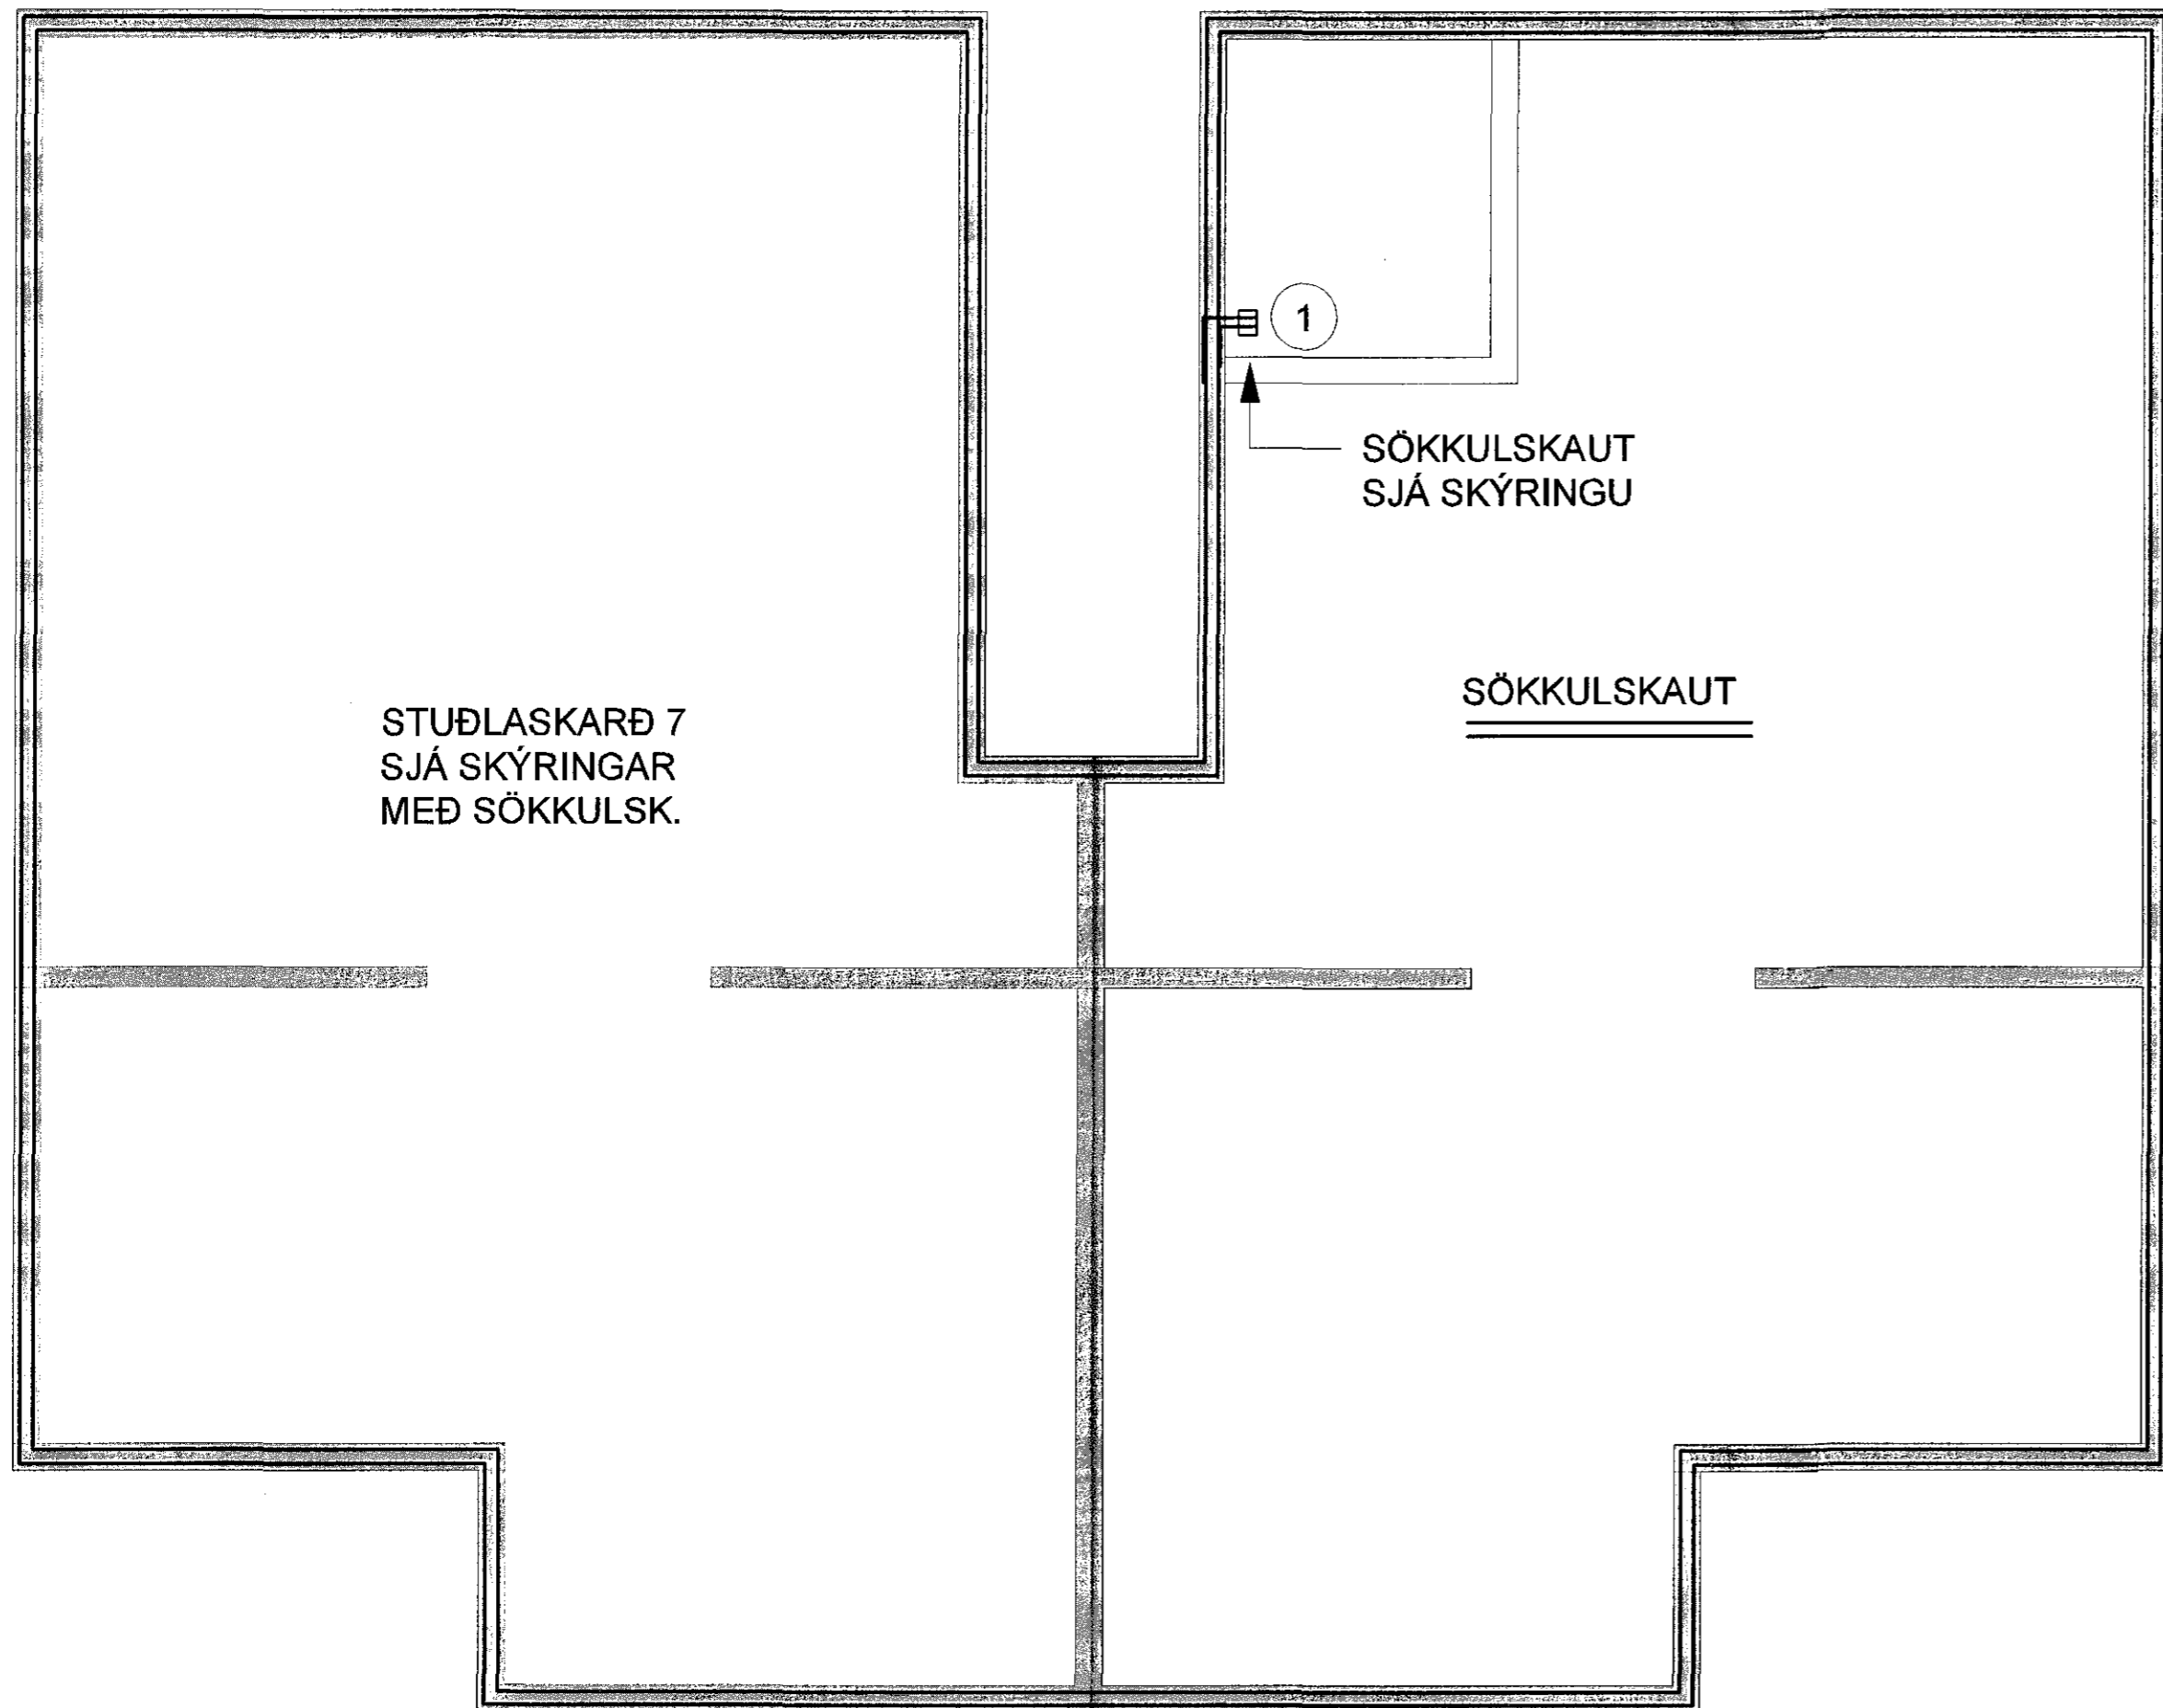 1
SÖKKULSKAUT
SJÁ SKÝRINGU
SÖKKULSKAUT
STUÐLASKARÐ 7
SJÁ SKÝRINGAR
MEÐ SÖKKULSK.